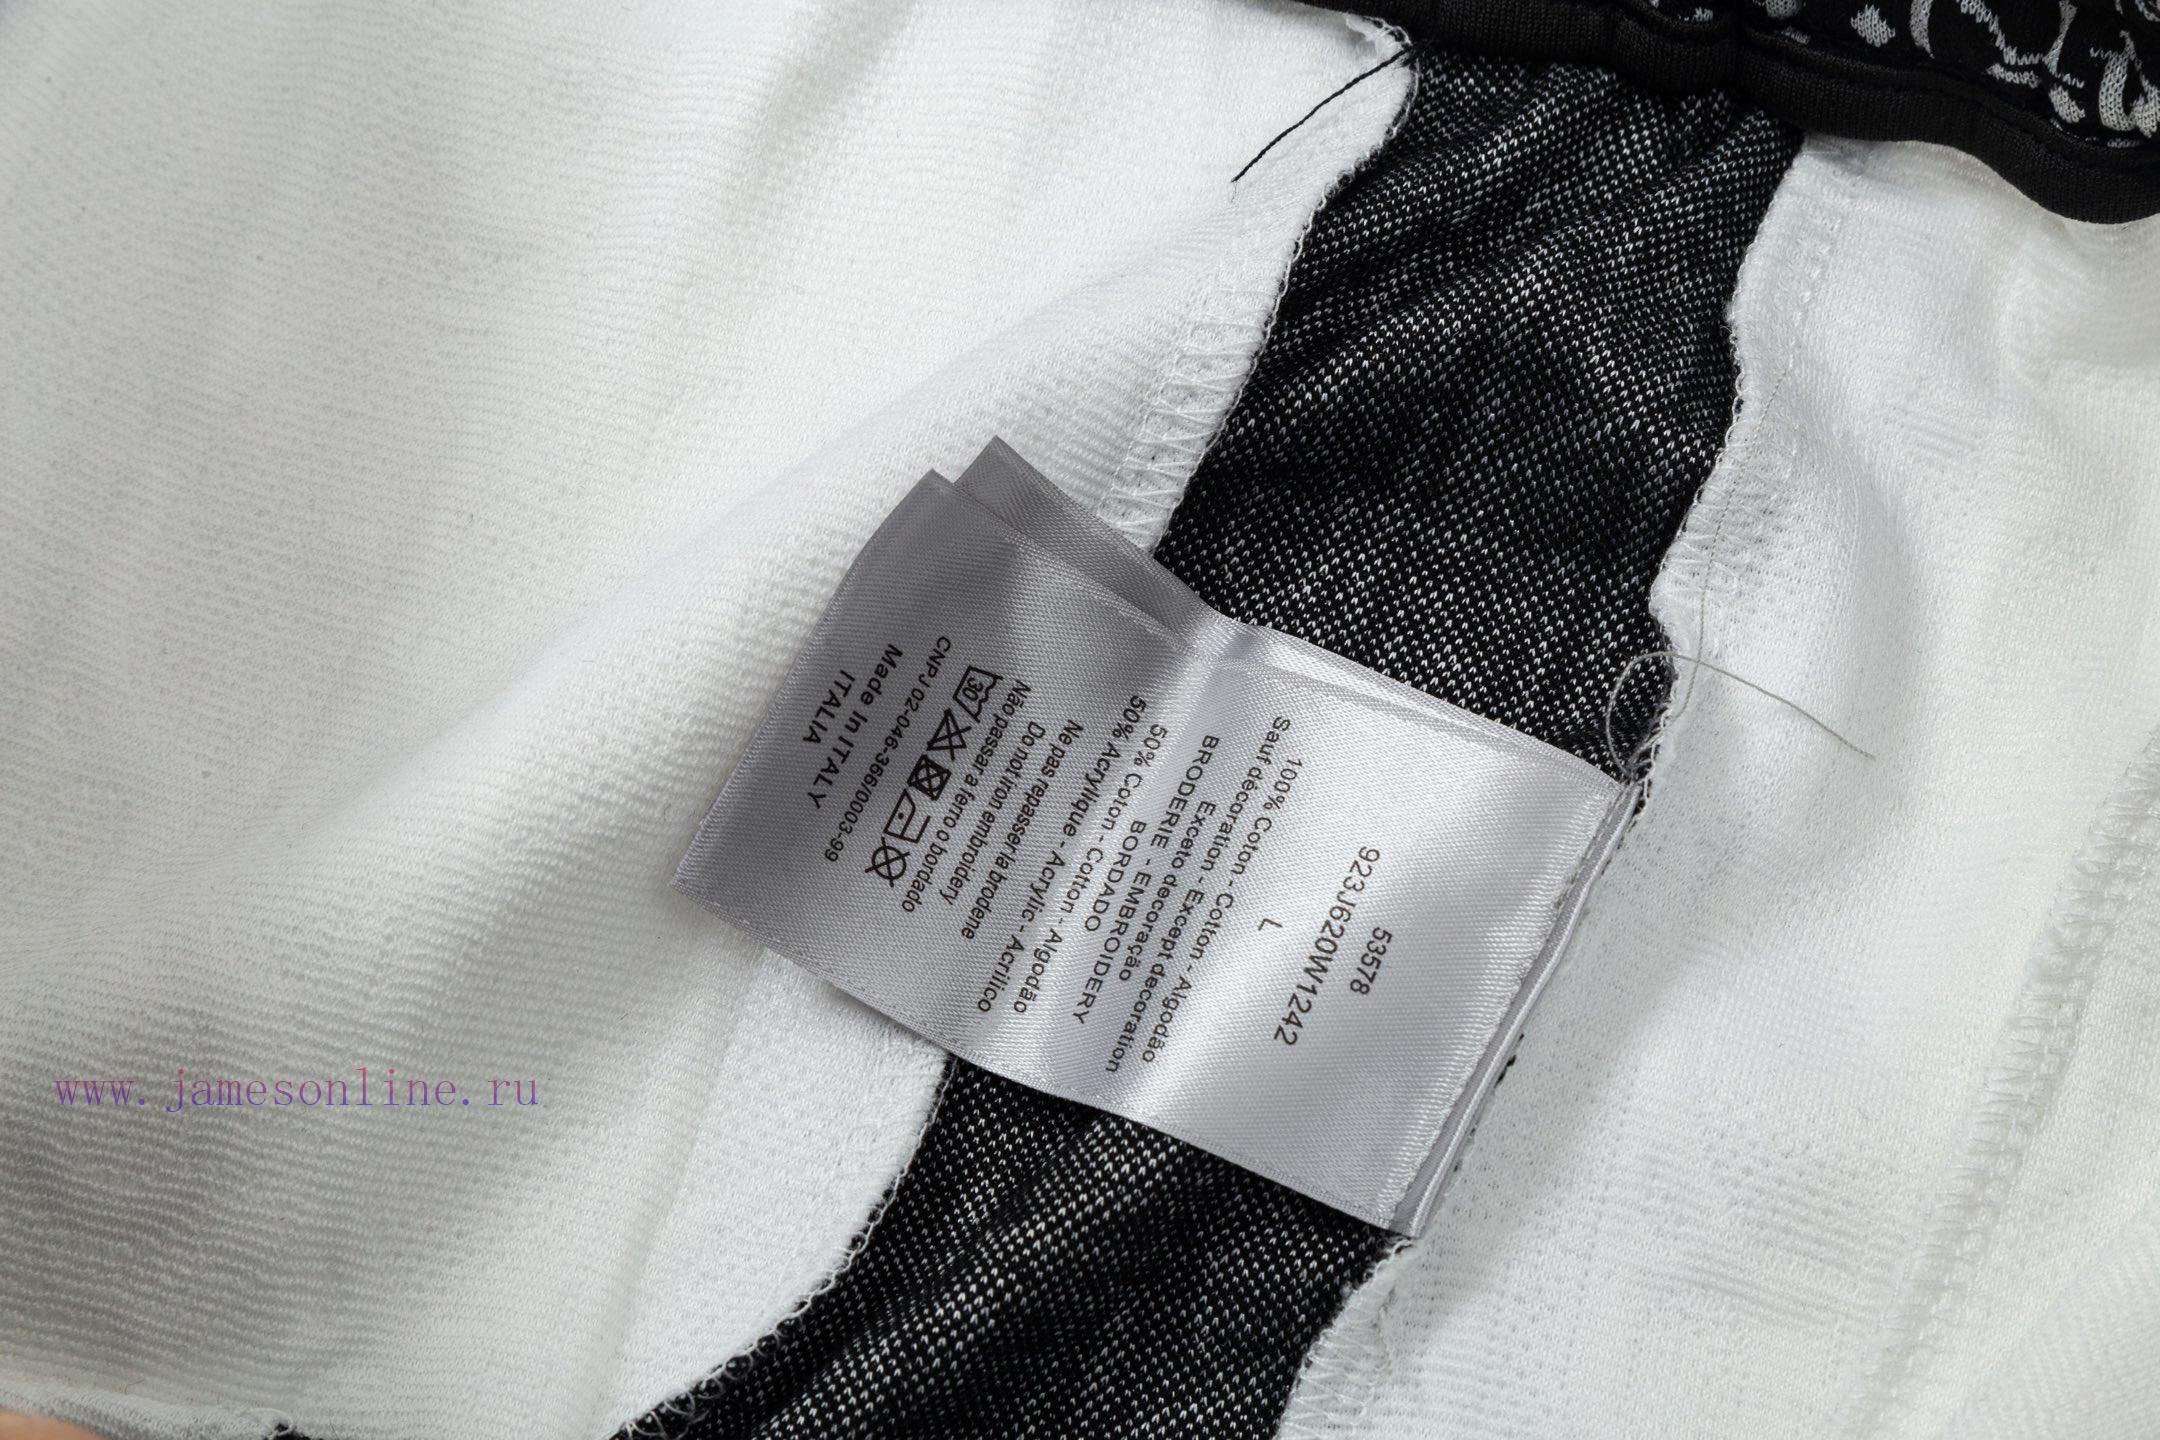 53578
923J620W1242
L
100% Coton - Cotton - Algodão
Sauf décoration - Except decoration
Exceto decoração
BRODERIE - EMBROIDERY
BORDADO
50% Coton - Cotton - Algodão
50% Acrylique - Acrylic - Acrílico
Ne pas repasser la brodene
Do not iron embroidery
Não passar a ferro o bordado
30
CNPJ 02-046-366/0003-99
Made In ITALY
ITALIA
www.jamesonline.ru